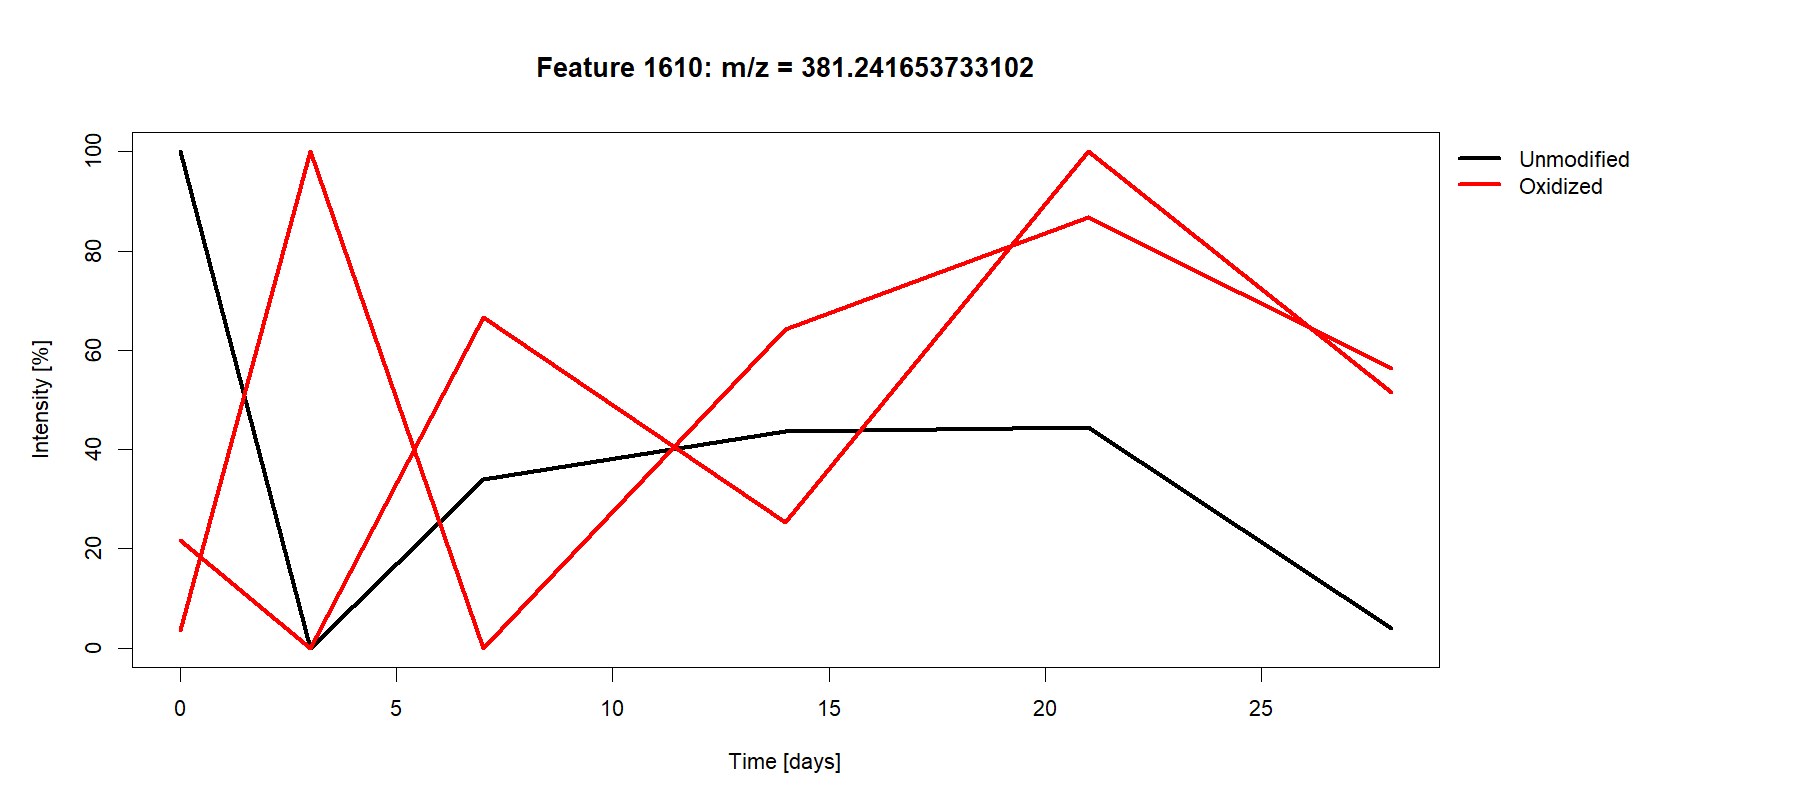 Feature 1610: m/z = 381.241653733102
Unmodified
Oxidized
Intensity [%]
100
80
60
40
20
0
0 5 10 15 20 25
Time [days]